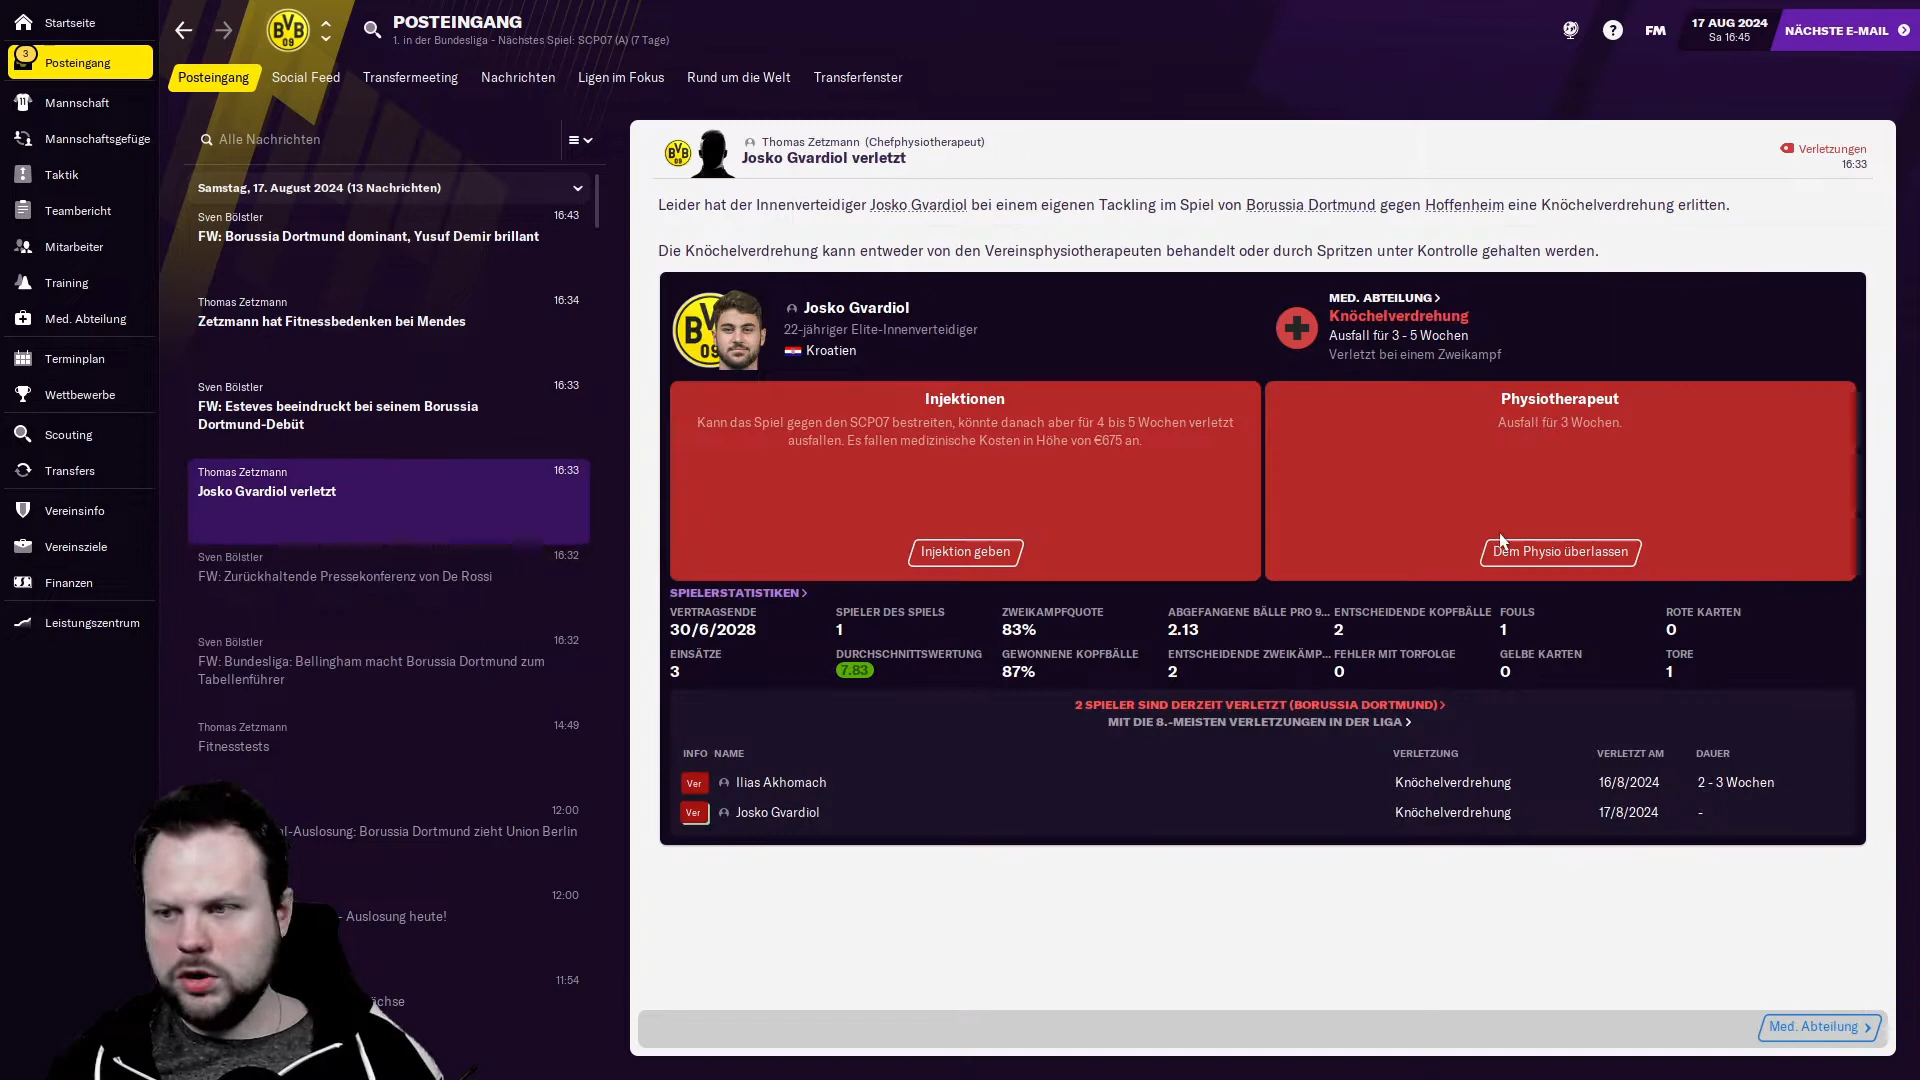 Startseite
3
Posteingang
Mannschaft
Mannschaftsgefüge
Taktik
Teambericht
Mitarbeiter
Training
Med. Abteilung
Terminplan
Wettbewerbe
Scouting
Transfers
Vereinsinfo
Vereinsziele
Finanzen
Leistungszentrum
BVB
09
POSTEINGANG
1. in der Bundesliga - Nächstes Spiel: SCP07 (A) (7 Tage)
FM
17 AUG 2024
Sa 16:45
NÄCHSTE E-MAIL
Posteingang Social Feed Transfermeeting Nachrichten Ligen im Fokus Rund um die Welt Transferfenster
Alle Nachrichten
Samstag, 17. August 2024 (13 Nachrichten)
Sven Bölstler 16:43
FW: Borussia Dortmund dominant, Yusuf Demir brillant
Thomas Zetzmann 16:34
Zetzmann hat Fitnessbedenken bei Mendes
Sven Bölstler 16:33
FW: Esteves beeindruckt bei seinem Borussia
Dortmund-Debüt
Thomas Zetzmann 16:33
Josko Gvardiol verletzt
Sven Bölstler 16:32
FW: Zurückhaltende Pressekonferenz von De Rossi
Sven Bölstler 16:32
FW: Bundesliga: Bellingham macht Borussia Dortmund zum
Tabellenführer
Thomas Zetzmann 14:49
Fitnesstests
12:00
al-Auslosung: Borussia Dortmund zieht Union Berlin
12:00
- Auslosung heute!
11:54
ächse
BVB
09
Thomas Zetzmann (Chefphysiotherapeut)
Josko Gvardiol verletzt
Verletzungen
16:33
Leider hat der Innenverteidiger Josko Gvardiol bei einem eigenen Tackling im Spiel von Borussia Dortmund gegen Hoffenheim eine Knöchelverdrehung erlitten.
Die Knöchelverdrehung kann entweder von den Vereinsphysiotherapeuten behandelt oder durch Spritzen unter Kontrolle gehalten werden.
Josko Gvardiol
22-jähriger Elite-Innenverteidiger
Kroatien
MED. ABTEILUNG >
Knöchelverdrehung
Ausfall für 3 - 5 Wochen
Verletzt bei einem Zweikampf
Injektionen
Kann das Spiel gegen den SCP07 bestreiten, könnte danach aber für 4 bis 5 Wochen verletzt
ausfallen. Es fallen medizinische Kosten in Höhe von €675 an.
Injektion geben
Physiotherapeut
Ausfall für 3 Wochen.
Dem Physio überlassen
SPIELERSTATISTIKEN >
VERTRAGSENDE SPIELER DES SPIELS ZWEIKAMPFQUOTE ABGEFANGENE BÄLLE PRO 9... ENTSCHEIDENDE KOPFBÄLLE FOULS ROTE KARTEN
30/6/2028 1 83% 2.13 2 1 0
EINSÄTZE DURCHSCHNITTSWERTUNG GEWONNENE KOPFBÄLLE ENTSCHEIDENDE ZWEIKÄMP... FEHLER MIT TORFOLGE GELBE KARTEN TORE
3 7.83 87% 2 0 0 1
2 SPIELER SIND DERZEIT VERLETZT (BORUSSIA DORTMUND) >
MIT DIE 8.-MEISTEN VERLETZUNGEN IN DER LIGA >
INFO NAME VERLETZUNG VERLETZT AM DAUER
Ver Ilias Akhomach Knöchelverdrehung 16/8/2024 2 - 3 Wochen
Ver Josko Gvardiol Knöchelverdrehung 17/8/2024 -
Med. Abteilung >